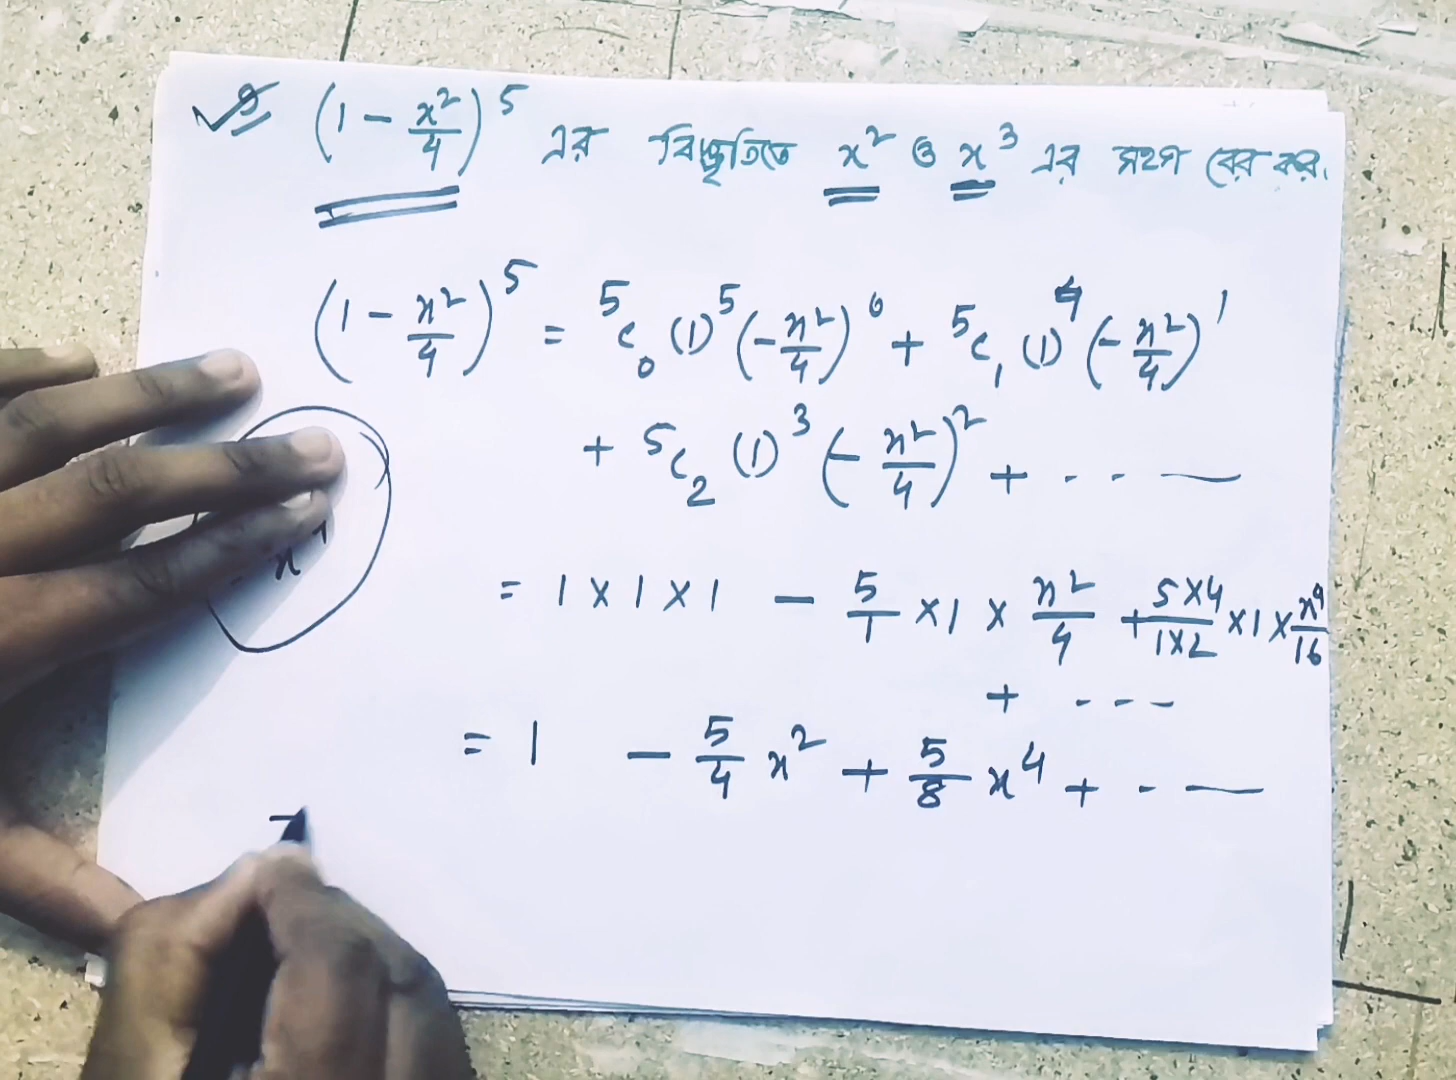 (1 - x²/4)⁵ এর বিস্তৃতিতে x² ও x³ এর সহগ বের কর.
(1 - x²/4)⁵ = ⁵C₀ (1)⁵ (-x²/4)⁰ + ⁵C₁ (1)⁴ (-x²/4)¹
+ ⁵C₂ (1)³ (-x²/4)² + - - —
= 1 × 1 × 1 - 5/1 × 1 × x²/4 + 5×4/1×2 × 1 × x⁴/16
+ - - -
= 1 - 5/4 x² + 5/8 x⁴ + - —